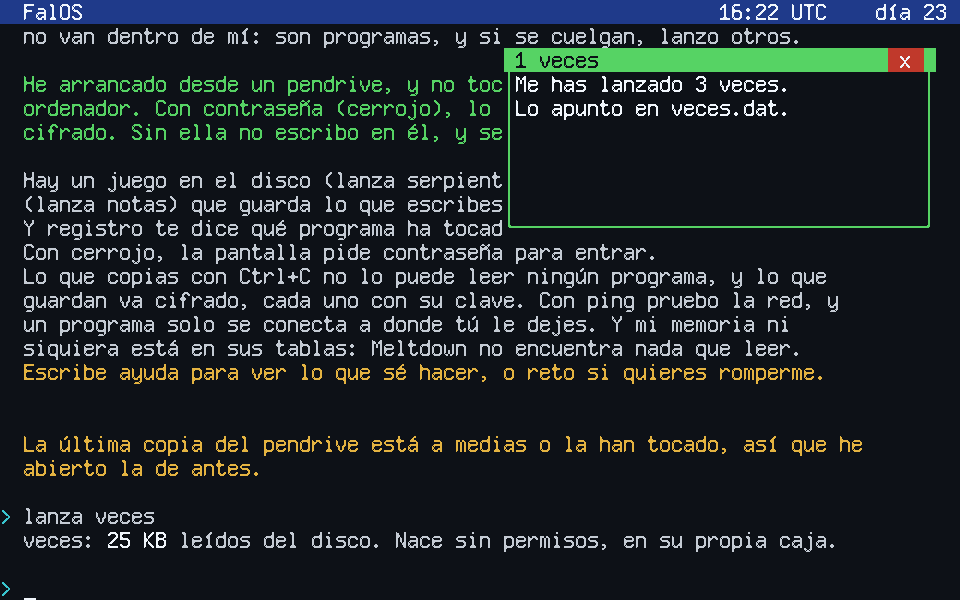 FalOS 16:22 UTC día 23
no van dentro de mí: son programas, y si se cuelgan, lanzo otros.
1 veces x
Me has lanzado 3 veces.
Lo apunto en veces.dat.
He arrancado desde un pendrive, y no toc
ordenador. Con contraseña (cerrojo), lo
cifrado. Sin ella no escribo en él, y se
Hay un juego en el disco (lanza serpient
(lanza notas) que guarda lo que escribes
Y registro te dice qué programa ha tocad
Con cerrojo, la pantalla pide contraseña para entrar.
Lo que copias con Ctrl+C no lo puede leer ningún programa, y lo que
guardan va cifrado, cada uno con su clave. Con ping pruebo la red, y
un programa solo se conecta a donde tú le dejes. Y mi memoria ni
siquiera está en sus tablas: Meltdown no encuentra nada que leer.
Escribe ayuda para ver lo que sé hacer, o reto si quieres romperme.
La última copia del pendrive está a medias o la han tocado, así que he
abierto la de antes.
> lanza veces
veces: 25 KB leídos del disco. Nace sin permisos, en su propia caja.
> _